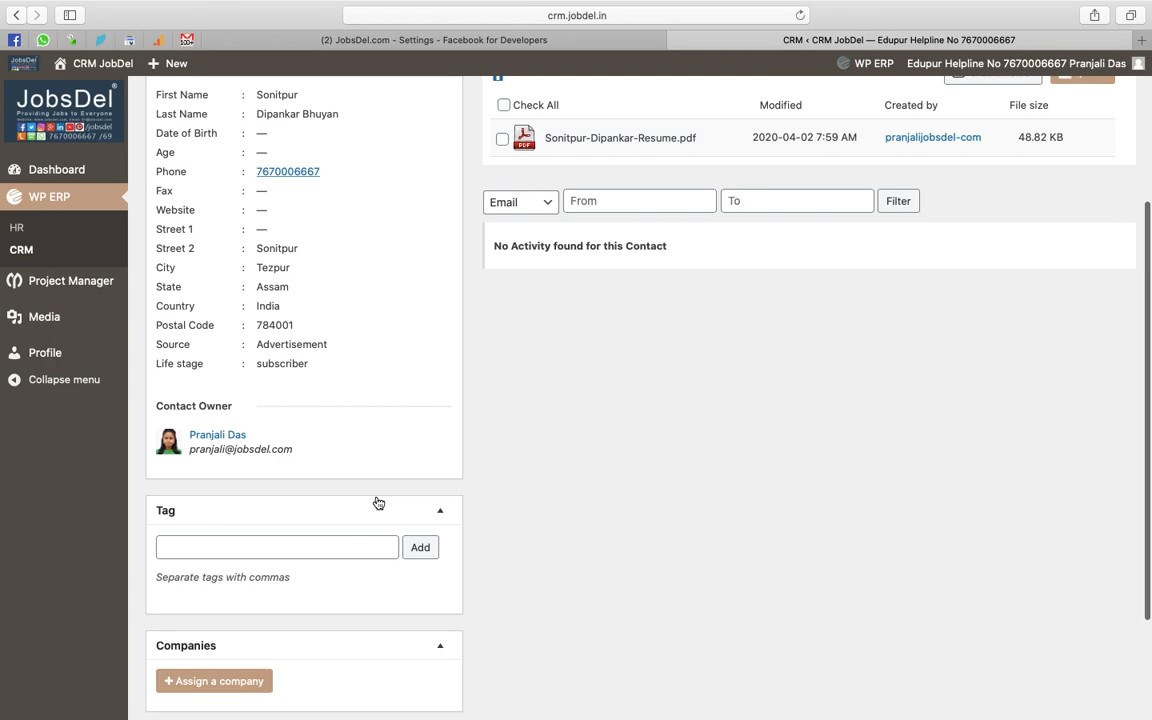 crm.jobdel.in
100+
(2) JobsDel.com - Settings - Facebook for Developers
CRM ‹ CRM JobDel — Edupur Helpline No 7670006667
JobsDel
CRM JobDel
New
WP ERP
Edupur Helpline No 7670006667 Pranjali Das
JobsDel®
Providing Jobs to Everyone
/jobsdel
7670006667 /69
Dashboard
WP ERP
HR
CRM
Project Manager
Media
Profile
Collapse menu
First Name : Sonitpur
Last Name : Dipankar Bhuyan
Date of Birth : —
Age : —
Phone : 7670006667
Fax : —
Website : —
Street 1 : —
Street 2 : Sonitpur
City : Tezpur
State : Assam
Country : India
Postal Code : 784001
Source : Advertisement
Life stage : subscriber
Contact Owner
Pranjali Das
pranjali@jobsdel.com
Tag
Add
Separate tags with commas
Companies
+ Assign a company
Check All Modified Created by File size
PDF Sonitpur-Dipankar-Resume.pdf 2020-04-02 7:59 AM pranjalijobsdel-com 48.82 KB
Email From To Filter
No Activity found for this Contact